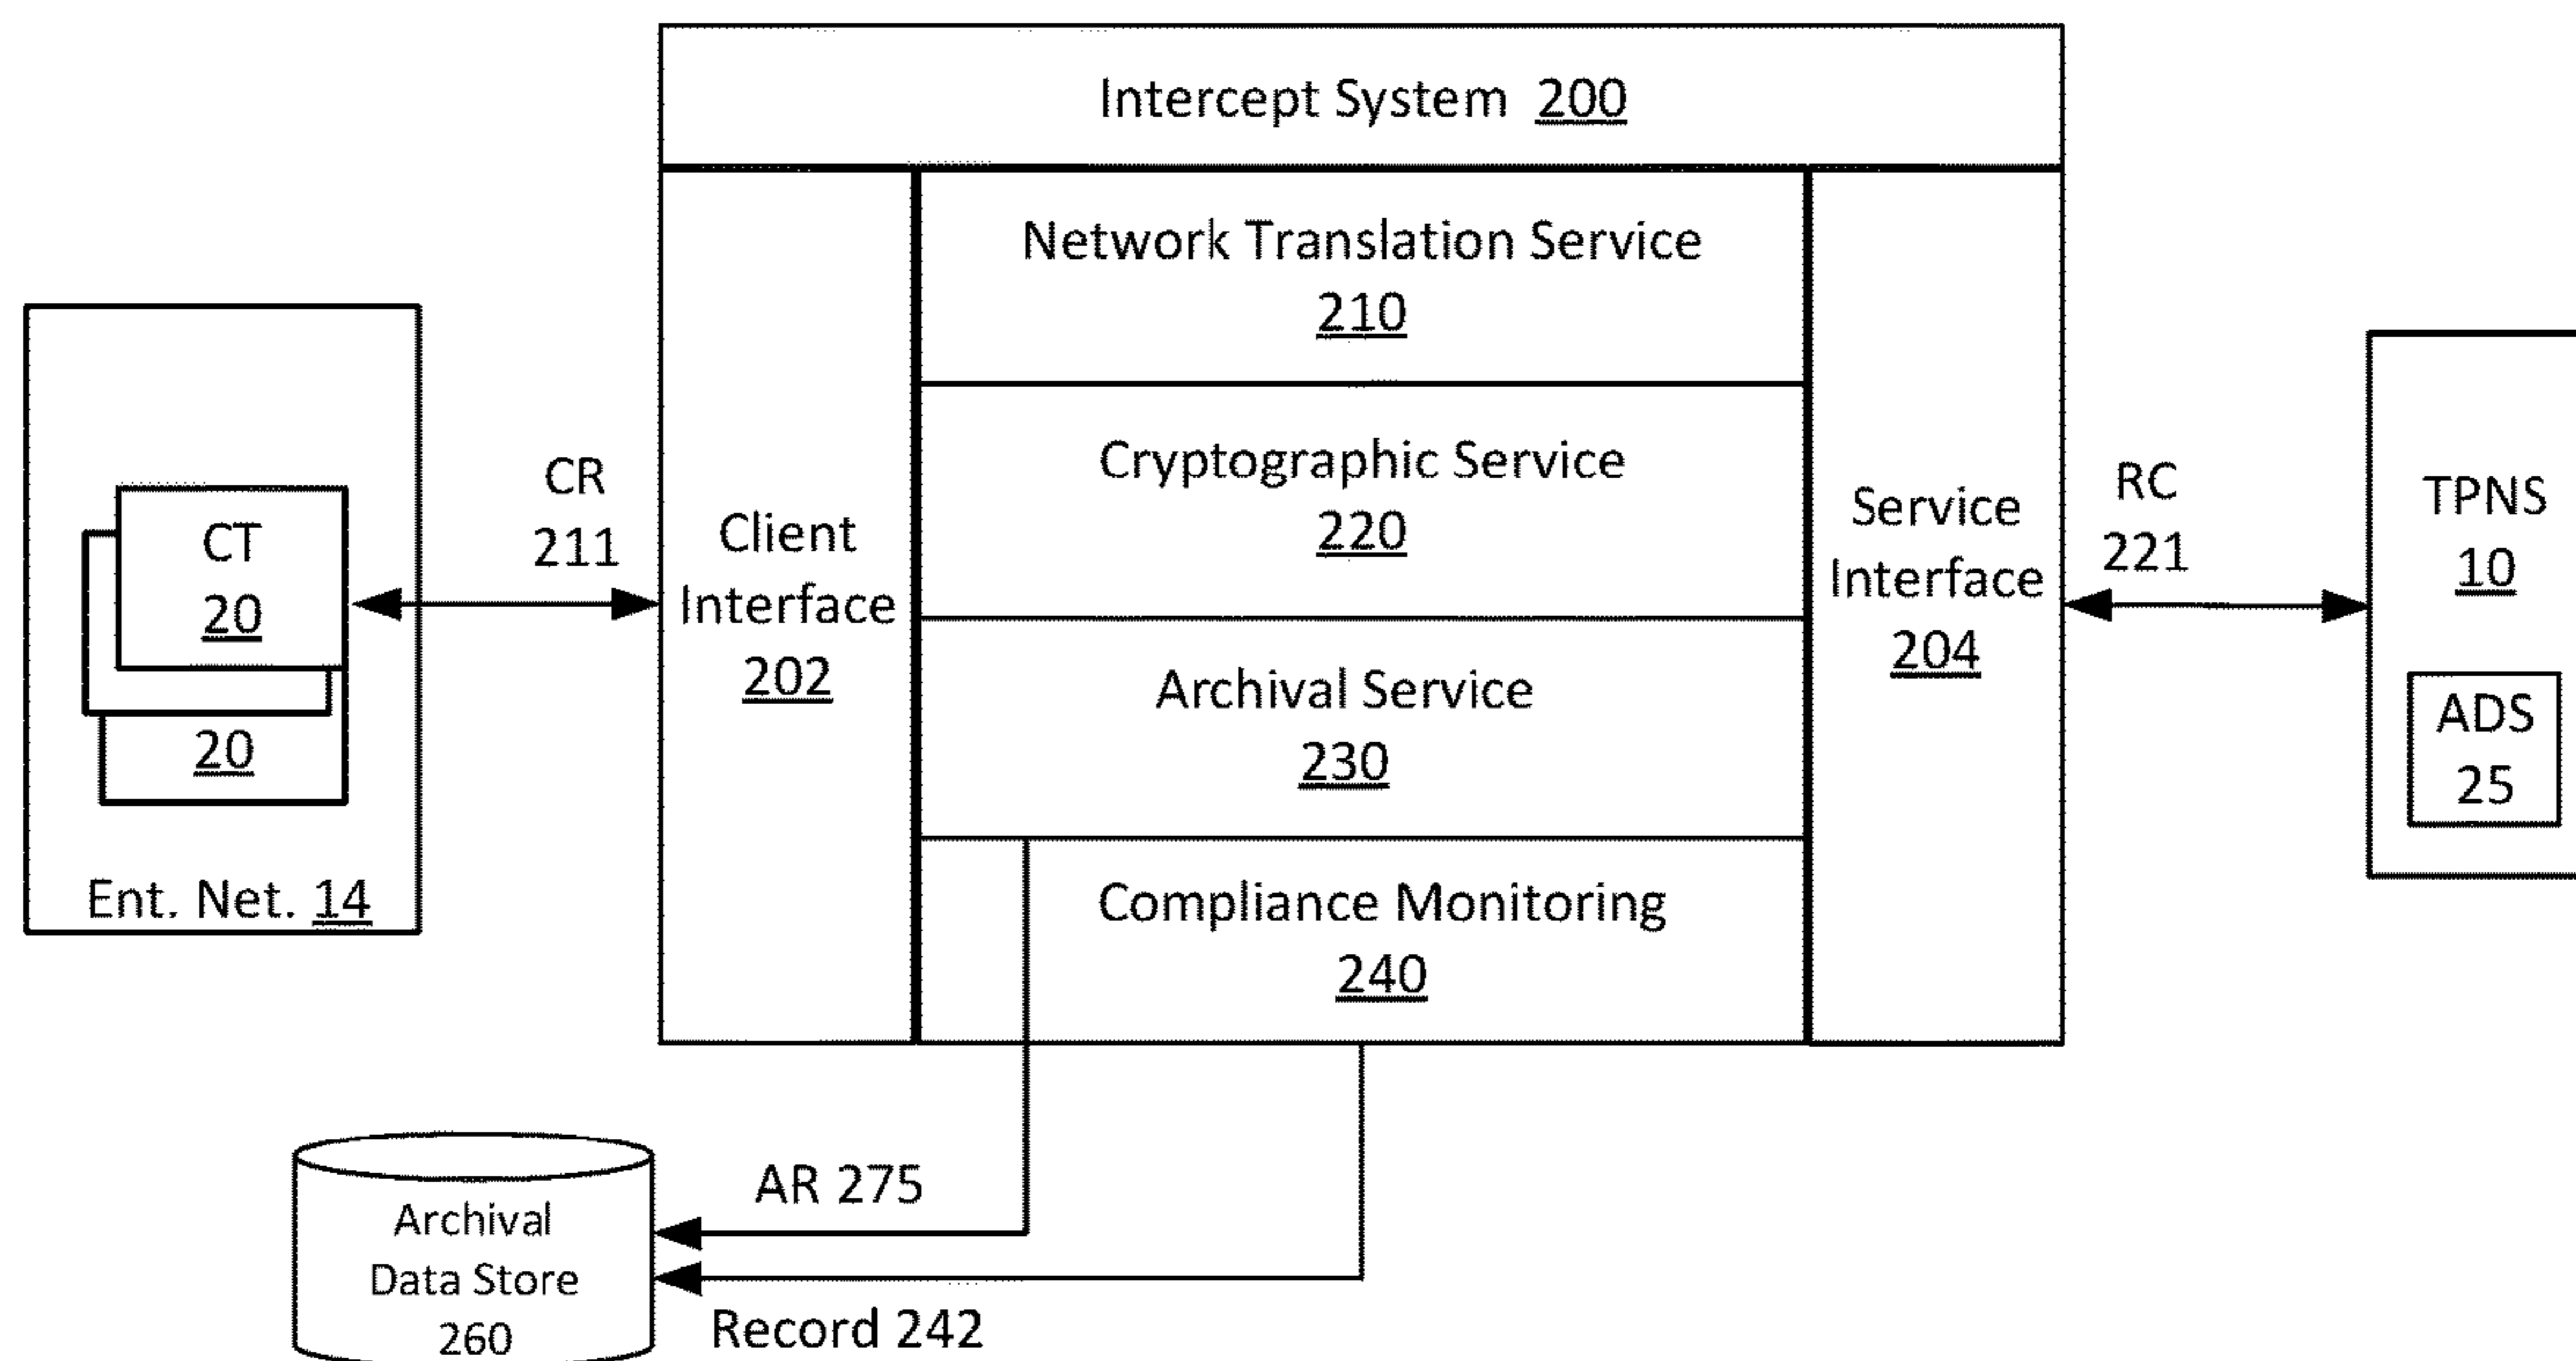 Intercept System 200
Network Translation Service
210
Cryptographic Service
220
Archival Service
230
Compliance Monitoring
240
Client
Interface
202
Service
Interface
204
CR
211
CT
20
20
Ent. Net. 14
RC
221
TPNS
10
ADS
25
AR 275
Archival
Data Store
260
Record 242